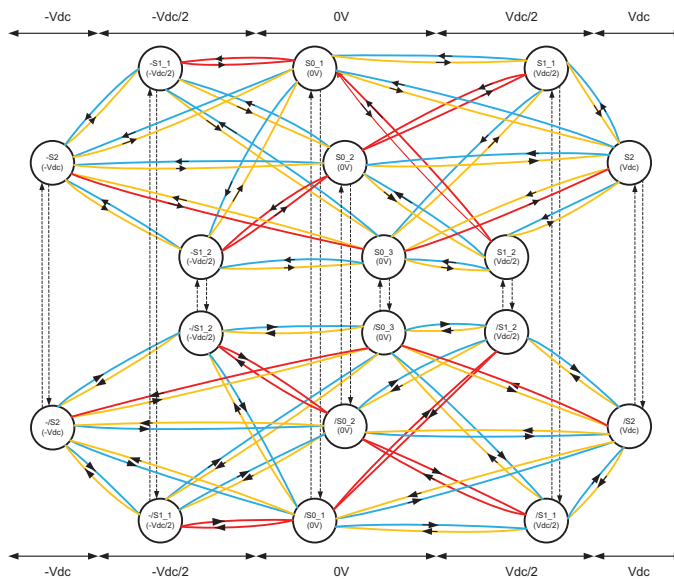 -Vdc -Vdc/2 0V Vdc/2 Vdc
-S1_1
(-Vdc/2)
S0_1
(0V)
S1_1
(Vdc/2)
-S2
(-Vdc)
S0_2
(0V)
S2
(Vdc)
-S1_2
(-Vdc/2)
S0_3
(0V)
S1_2
(Vdc/2)
-/S1_2
(-Vdc/2)
/S0_3
(0V)
/S1_2
(Vdc/2)
-/S2
(-Vdc)
/S0_2
(0V)
/S2
(Vdc)
-/S1_1
(-Vdc/2)
/S0_1
(0V)
/S1_1
(Vdc/2)
-Vdc -Vdc/2 0V Vdc/2 Vdc